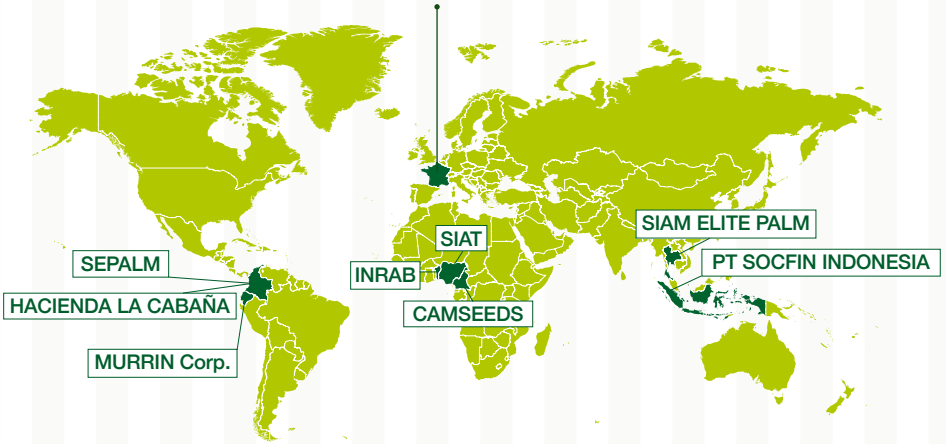 SIAT
SIAM ELITE PALM
SEPALM
INRAB
PT SOCFIN INDONESIA
HACIENDA LA CABAÑA
CAMSEEDS
MURRIN Corp.